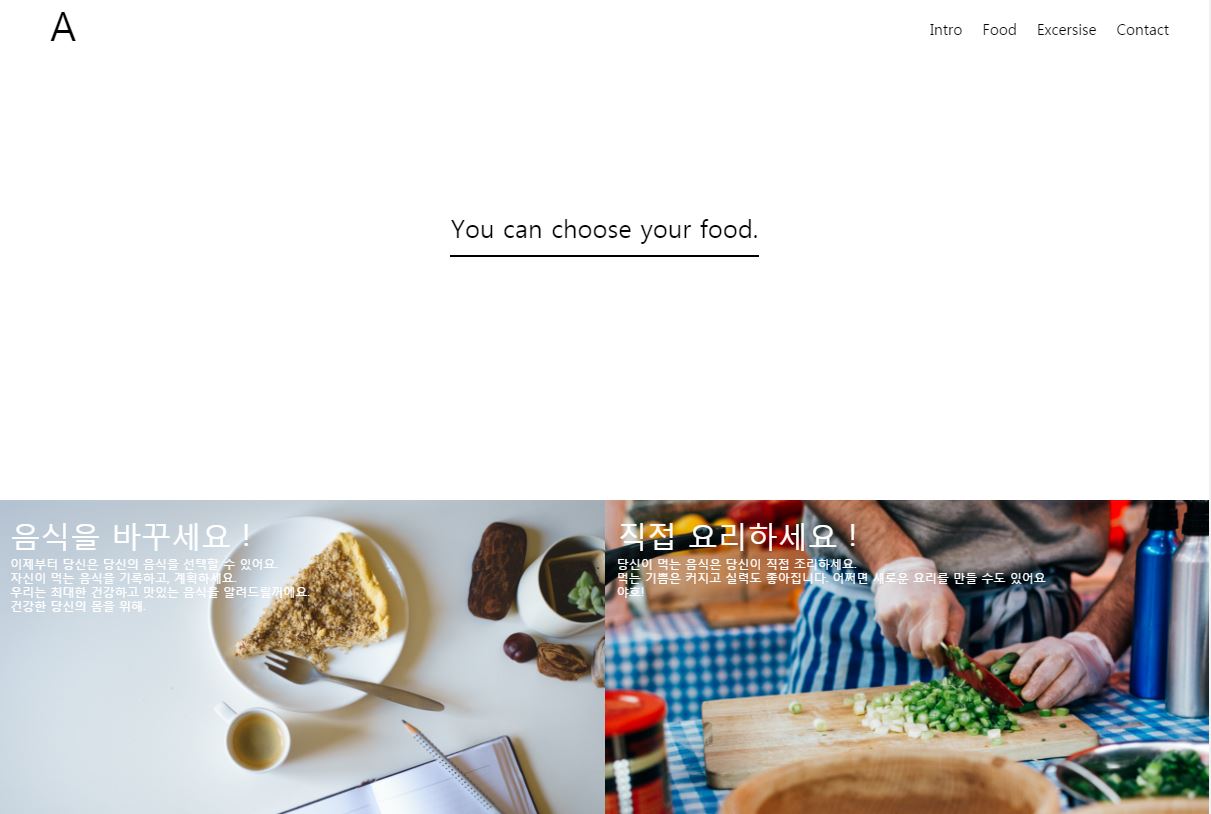 A
Intro Food Excersise Contact
You can choose your food.
음식을 바꾸세요 !
이제부터 당신은 당신의 음식을 선택할 수 있어요.
자신이 먹는 음식을 기록하고, 계획하세요.
우리는 최대한 건강하고 맛있는 음식을 알려드릴꺼에요.
건강한 당신의 몸을 위해.
직접 요리하세요 !
당신이 먹는 음식은 당신이 직접 조리하세요.
먹는 기쁨은 커지고 실력도 좋아집니다. 어쩌면 새로운 요리를 만들 수도 있어요
야호!